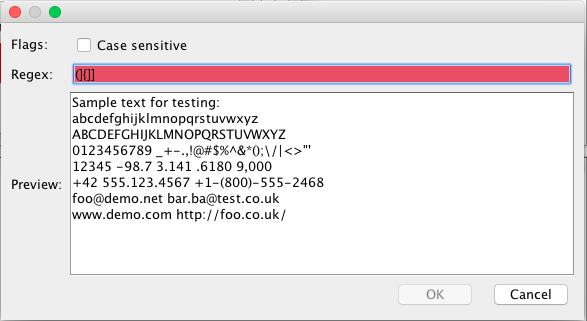 Flags:
Case sensitive
Regex:
(]{]]
Preview:
Sample text for testing:
abcdefghijklmnopqrstuvwxyz
ABCDEFGHIJKLMNOPQRSTUVWXYZ
0123456789 _+-.,!@#$%^&*();\/|<>"'
12345 -98.7 3.141 .6180 9,000
+42 555.123.4567 +1-(800)-555-2468
foo@demo.net bar.ba@test.co.uk
www.demo.com http://foo.co.uk/
OK
Cancel